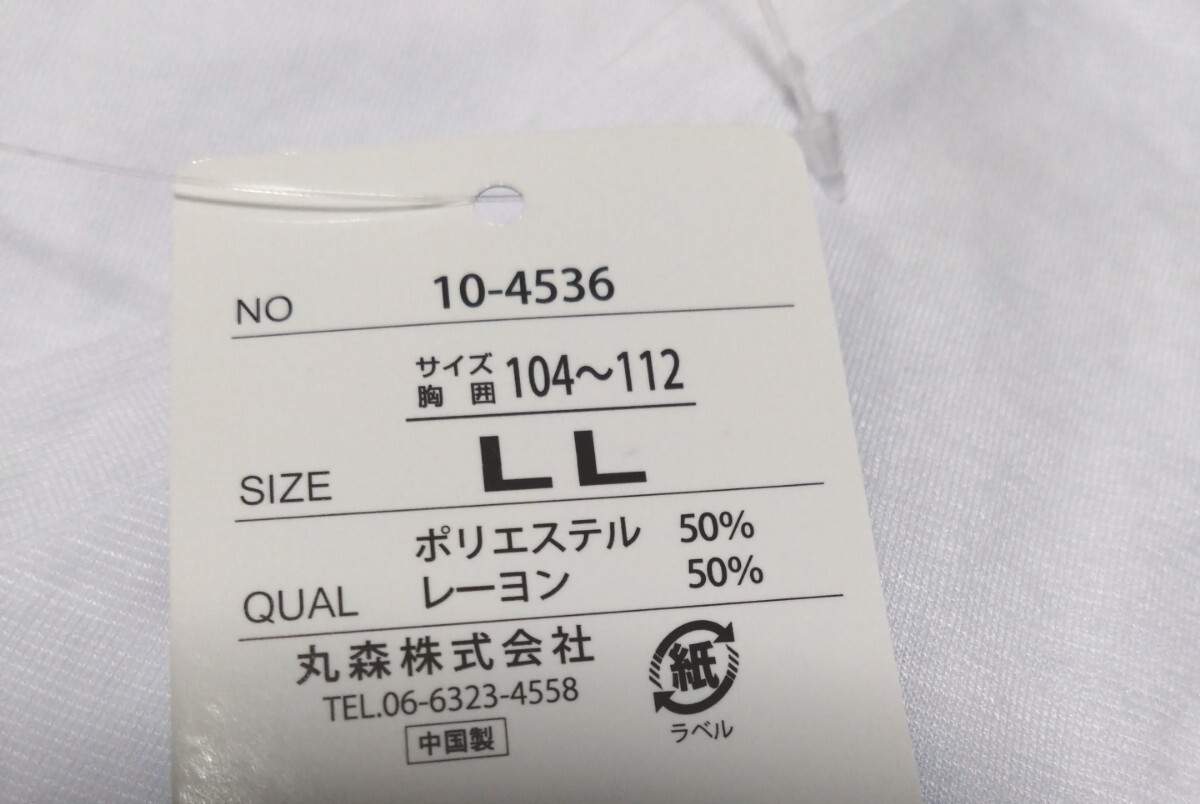 NO 10-4536
サイズ
胸囲 104～112
SIZE LL
ポリエステル 50%
QUAL レーヨン 50%
丸森株式会社
TEL.06-6323-4558
中国製
紙
ラベル